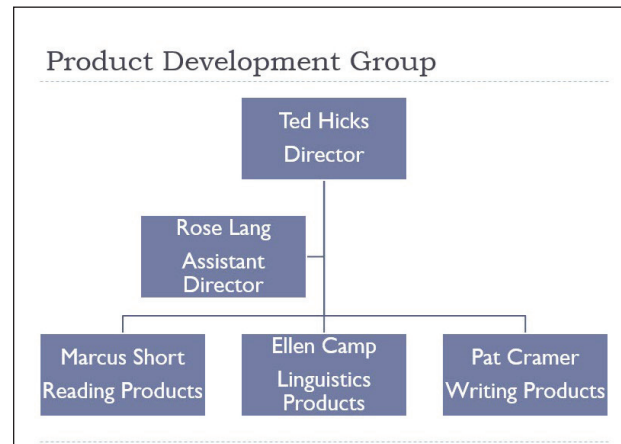 Product Development Group
Ted Hicks
Director
Rose Lang
Assistant
Director
Marcus Short
Reading Products
Ellen Camp
Linguistics
Products
Pat Cramer
Writing Products